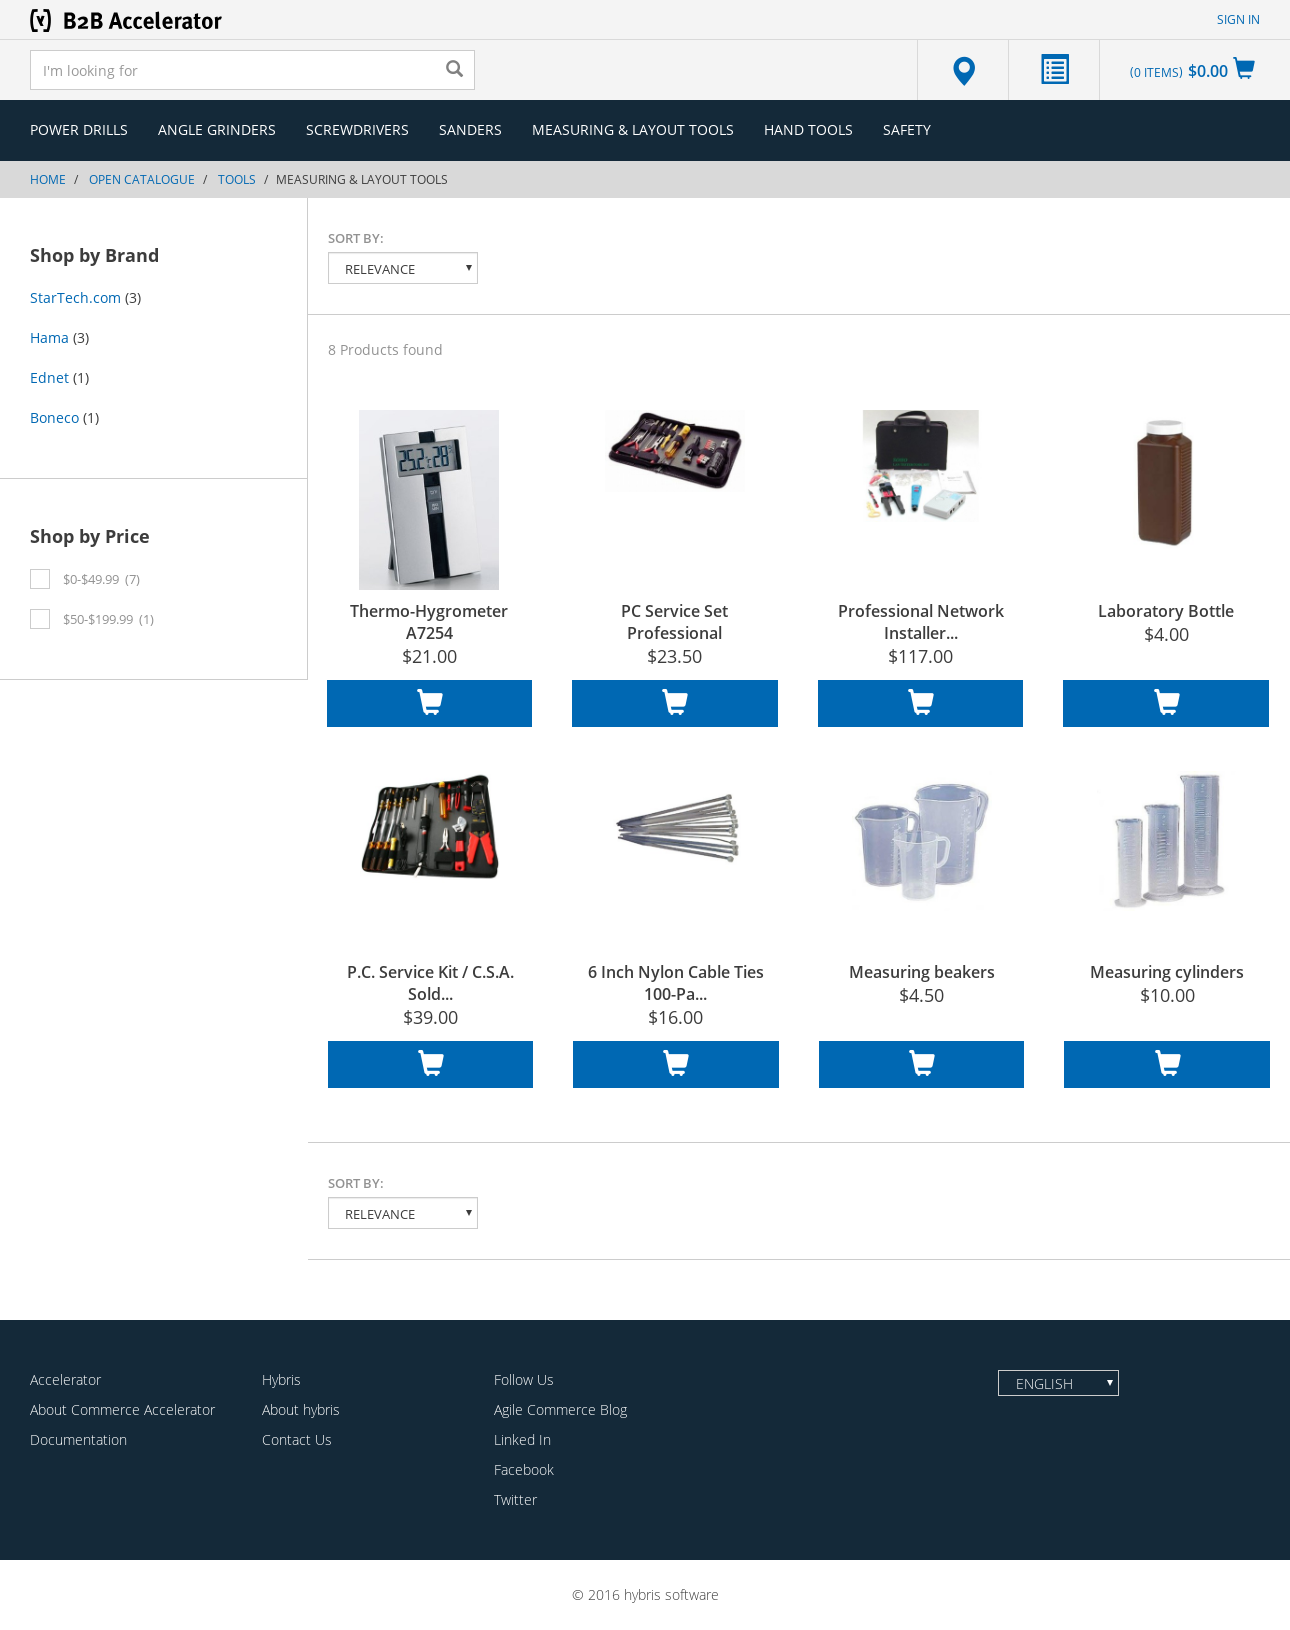 B2B Accelerator
SIGN IN
I'm looking for
(0 ITEMS) $0.00
POWER DRILLS ANGLE GRINDERS SCREWDRIVERS SANDERS MEASURING & LAYOUT TOOLS HAND TOOLS SAFETY
HOME / OPEN CATALOGUE / TOOLS / MEASURING & LAYOUT TOOLS
Shop by Brand
StarTech.com (3)
Hama (3)
Ednet (1)
Boneco (1)
Shop by Price
$0-$49.99 (7)
$50-$199.99 (1)
SORT BY:
RELEVANCE
8 Products found
Thermo-Hygrometer
A7254
$21.00
PC Service Set
Professional
$23.50
Professional Network
Installer...
$117.00
Laboratory Bottle
$4.00
P.C. Service Kit / C.S.A.
Sold...
$39.00
6 Inch Nylon Cable Ties
100-Pa...
$16.00
Measuring beakers
$4.50
Measuring cylinders
$10.00
SORT BY:
RELEVANCE
Accelerator
About Commerce Accelerator
Documentation
Hybris
About hybris
Contact Us
Follow Us
Agile Commerce Blog
Linked In
Facebook
Twitter
ENGLISH
© 2016 hybris software